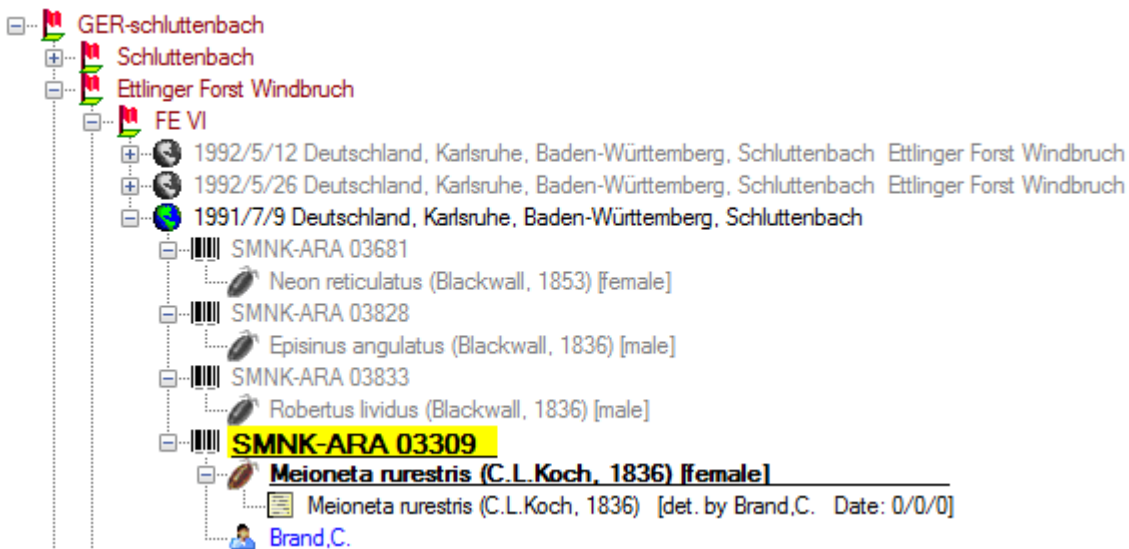 GER-schluttenbach
Schluttenbach
Ettlinger Forst Windbruch
FE VI
1992/5/12 Deutschland, Karlsruhe, Baden-Württemberg, Schluttenbach  Ettlinger Forst Windbruch
1992/5/26 Deutschland, Karlsruhe, Baden-Württemberg, Schluttenbach  Ettlinger Forst Windbruch
1991/7/9 Deutschland, Karlsruhe, Baden-Württemberg, Schluttenbach
SMNK-ARA 03681
Neon reticulatus (Blackwall, 1853) [female]
SMNK-ARA 03828
Episinus angulatus (Blackwall, 1836) [male]
SMNK-ARA 03833
Robertus lividus (Blackwall, 1836) [male]
SMNK-ARA 03309
Meioneta rurestris (C.L.Koch, 1836) [female]
Meioneta rurestris (C.L.Koch, 1836)  [det. by Brand,C.  Date: 0/0/0]
Brand,C.